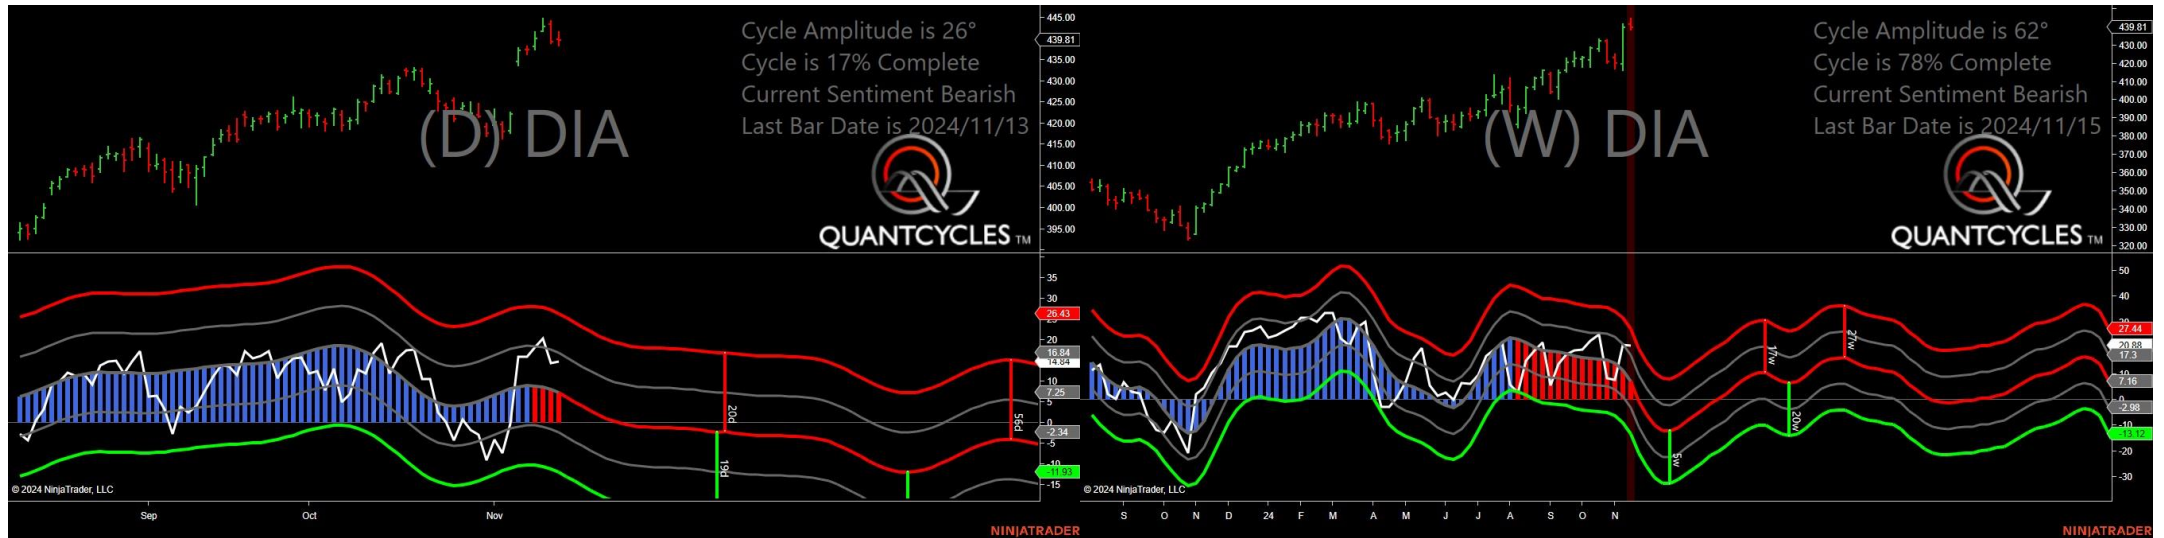 Cycle Amplitude is 26°
Cycle is 17% Complete
Current Sentiment Bearish
Last Bar Date is 2024/11/13
(D) DIA
QUANTCYCLES TM
445.00
439.81
435.00
430.00
425.00
420.00
415.00
410.00
405.00
400.00
395.00
35
30
26.43
20
16.84
14.84
10
7.25
5
0
-2.34
-5
-10
-11.93
-15
20d
19d
56d
© 2024 NinjaTrader, LLC
Sep
Oct
Nov
NINJATRADER
Cycle Amplitude is 62°
Cycle is 78% Complete
Current Sentiment Bearish
Last Bar Date is 2024/11/15
(W) DIA
QUANTCYCLES TM
439.81
430.00
420.00
410.00
400.00
390.00
380.00
370.00
360.00
350.00
340.00
330.00
320.00
50
40
27.44
20.88
17.3
7.16
0
-2.98
-10
-13.12
-20
-30
17w
27w
20w
5w
© 2024 NinjaTrader, LLC
S O N D 24 F M A M J J A S O N
NINJATRADER